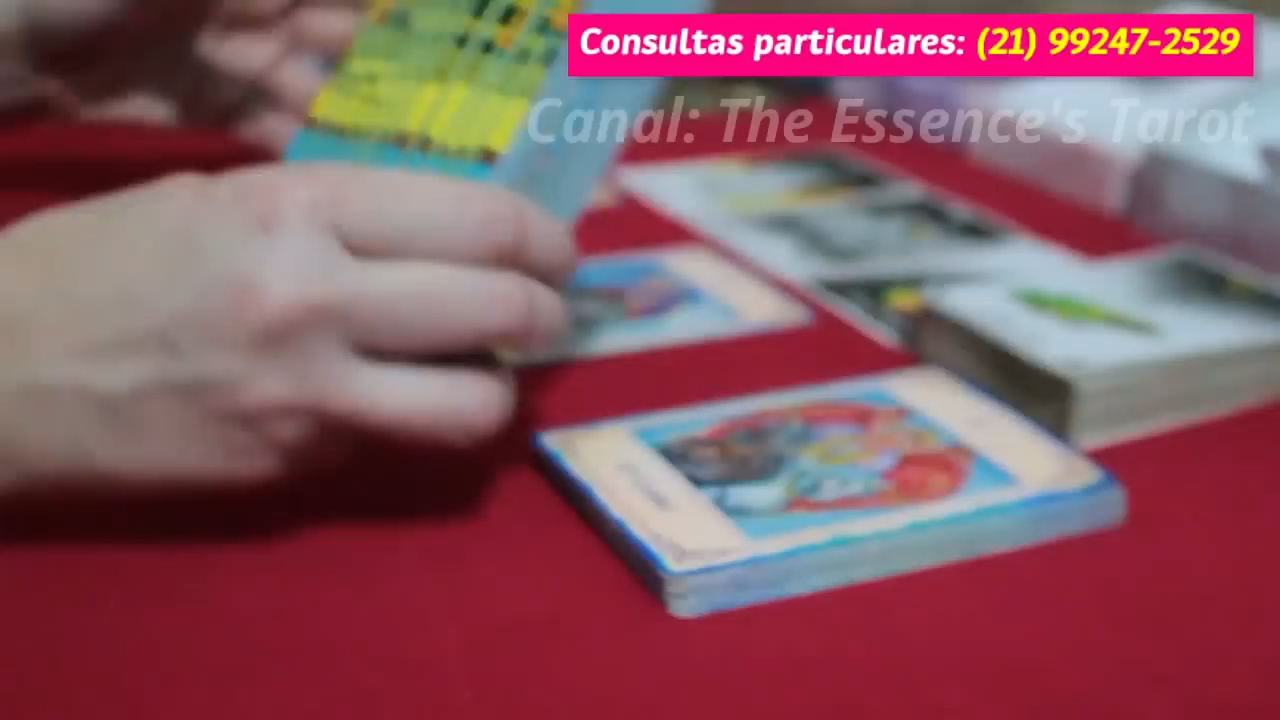 Consultas particulares: (21) 99247-2529
Canal: The Essence's Tarot